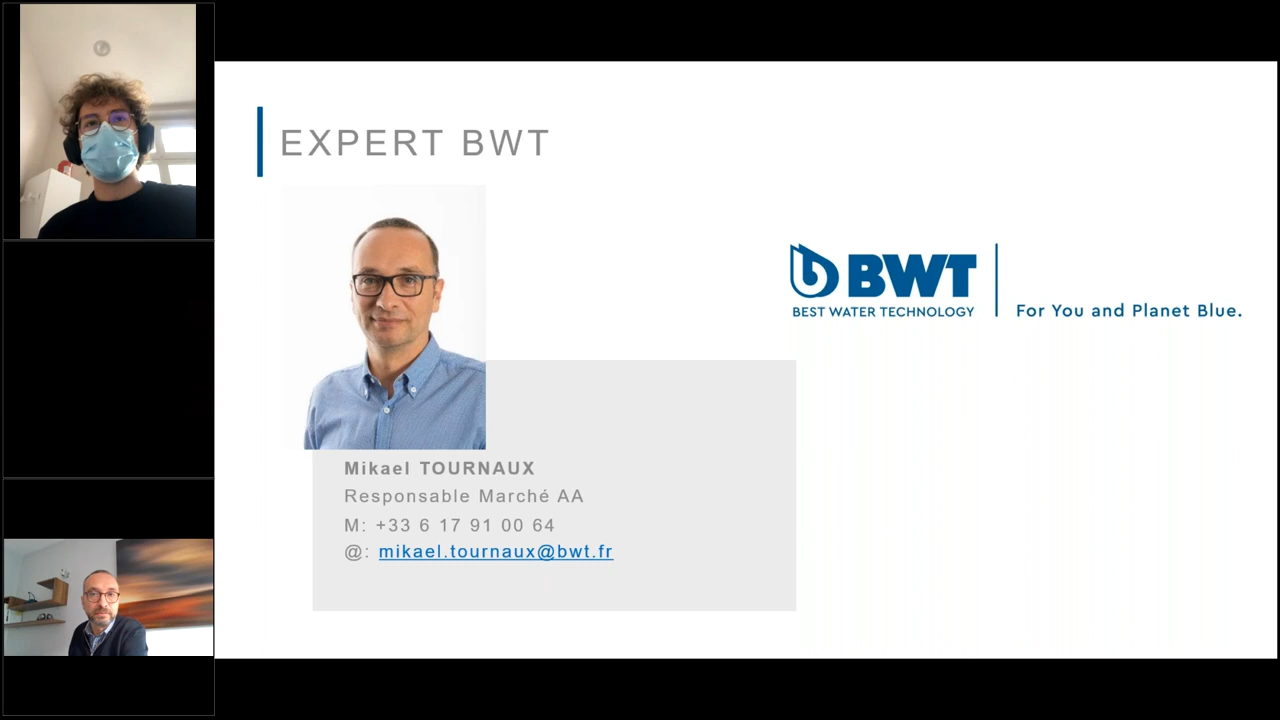 EXPERT BWT
BWT
BEST WATER TECHNOLOGY
For You and Planet Blue.
Mikael TOURNAUX
Responsable Marché AA
M: +33 6 17 91 00 64
@: mikael.tournaux@bwt.fr